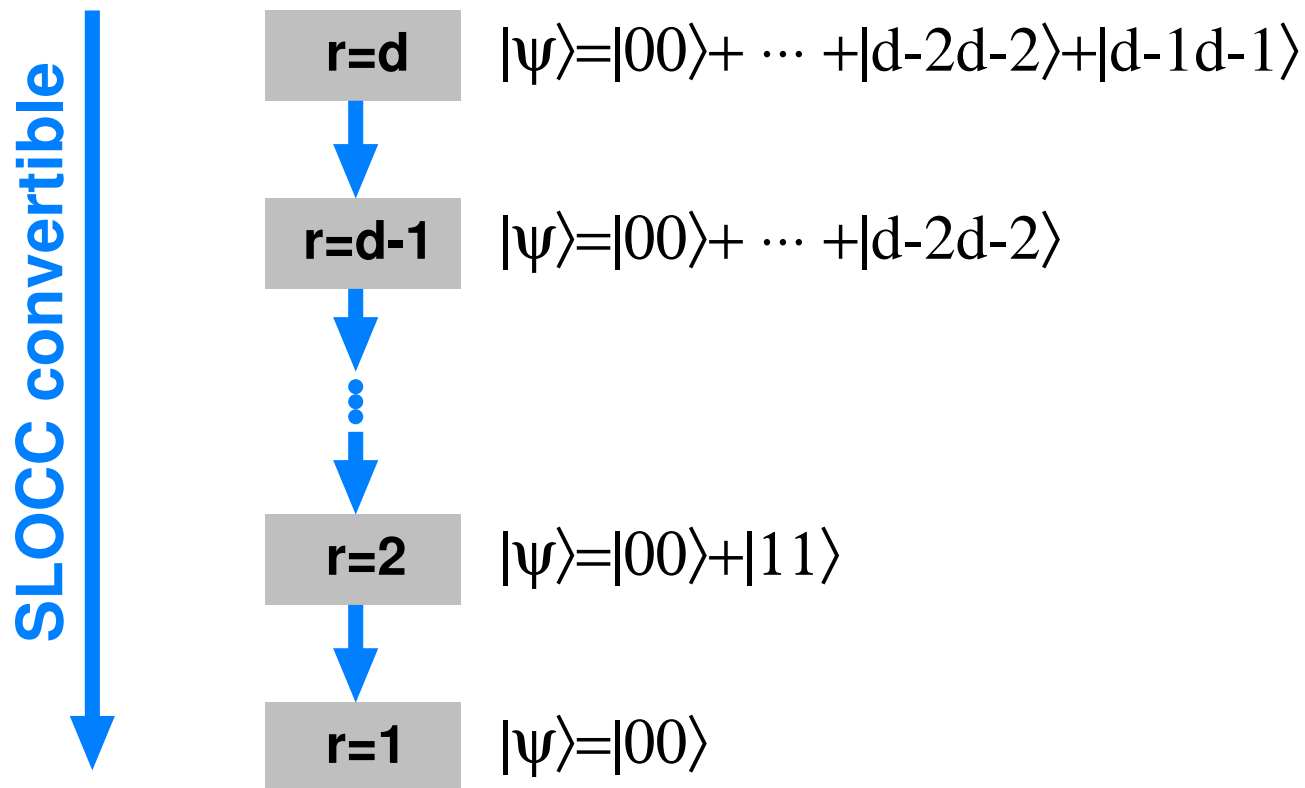 SLOCC convertible
r=d |ψ⟩=|00⟩+ ··· +|d-2d-2⟩+|d-1d-1⟩
r=d-1 |ψ⟩=|00⟩+ ··· +|d-2d-2⟩
r=2 |ψ⟩=|00⟩+|11⟩
r=1 |ψ⟩=|00⟩